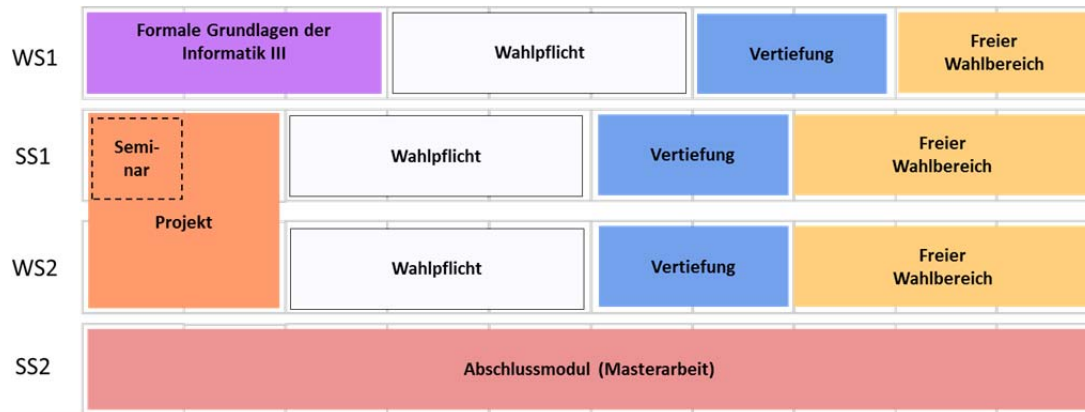 WS1
Formale Grundlagen der
Informatik III
Wahlpflicht
Vertiefung
Freier
Wahlbereich
SS1
Semi-
nar
Projekt
Wahlpflicht
Vertiefung
Freier
Wahlbereich
WS2
Wahlpflicht
Vertiefung
Freier
Wahlbereich
SS2
Abschlussmodul (Masterarbeit)